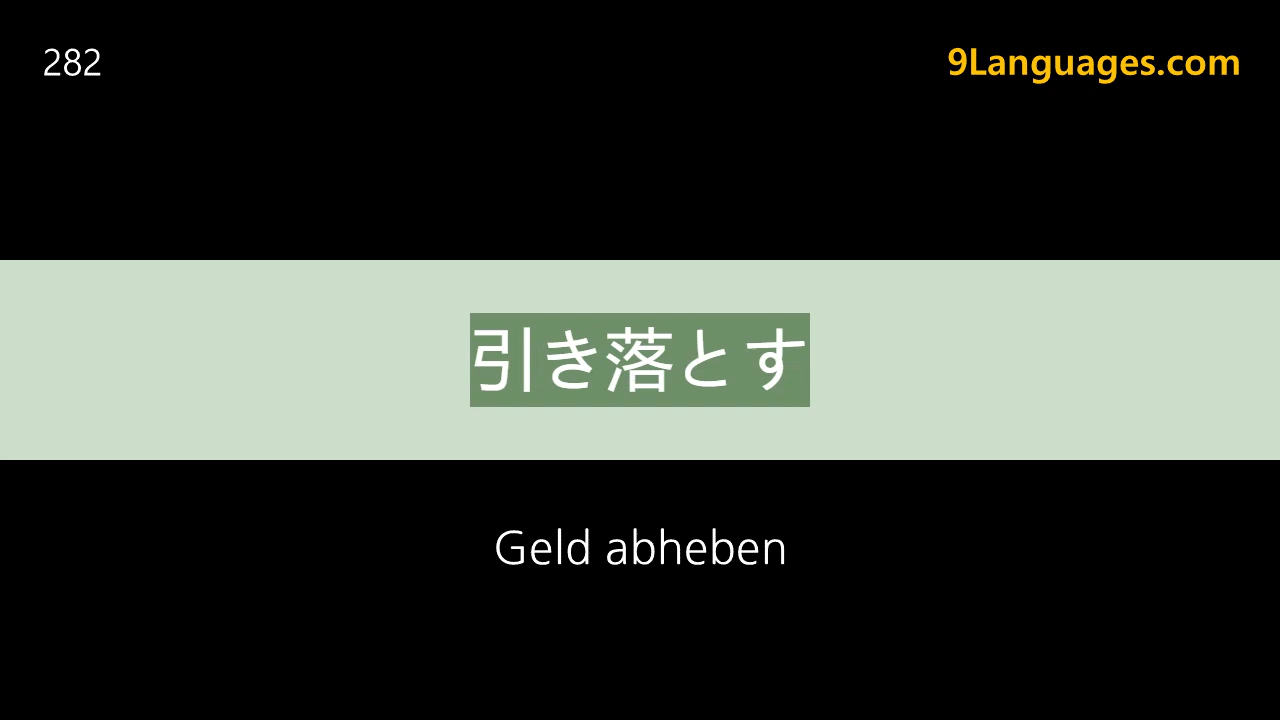 282
9Languages.com
引き落とす
Geld abheben